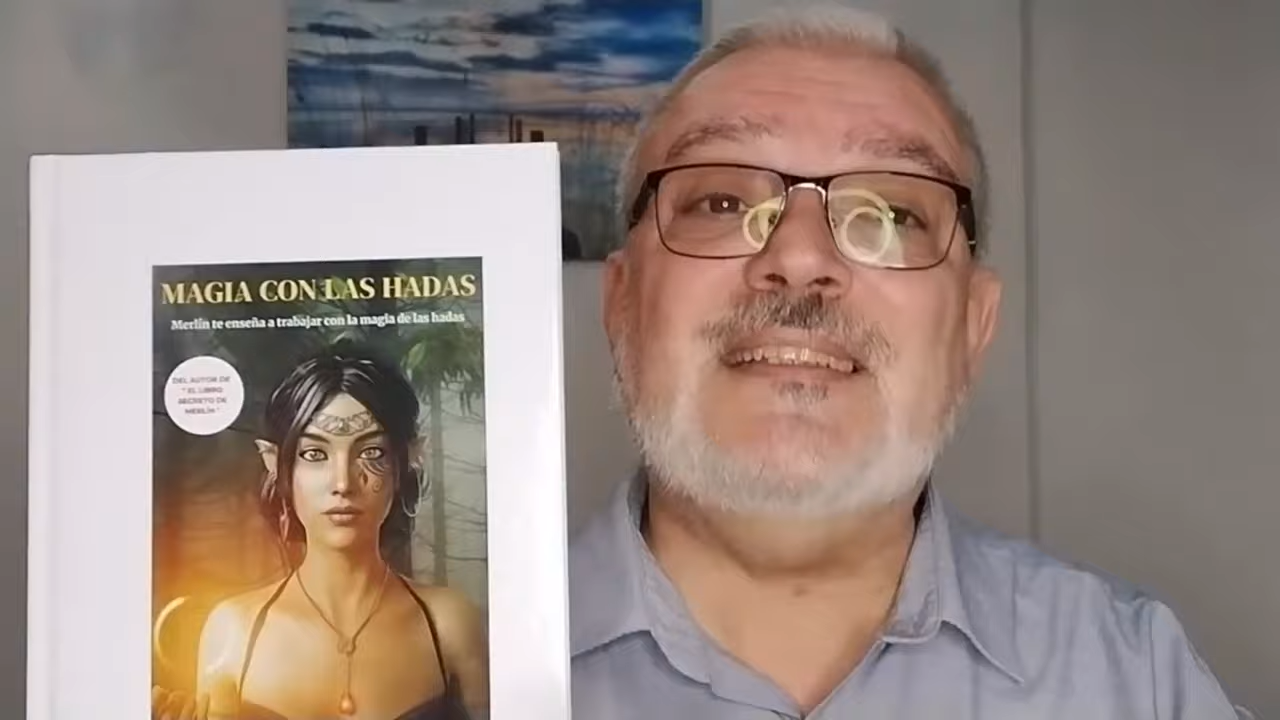 MAGIA CON LAS HADAS
Merlín te enseña a trabajar con la magia de las hadas
DEL AUTOR DE
" EL LIBRO
SECRETO DE
MERLÍN "